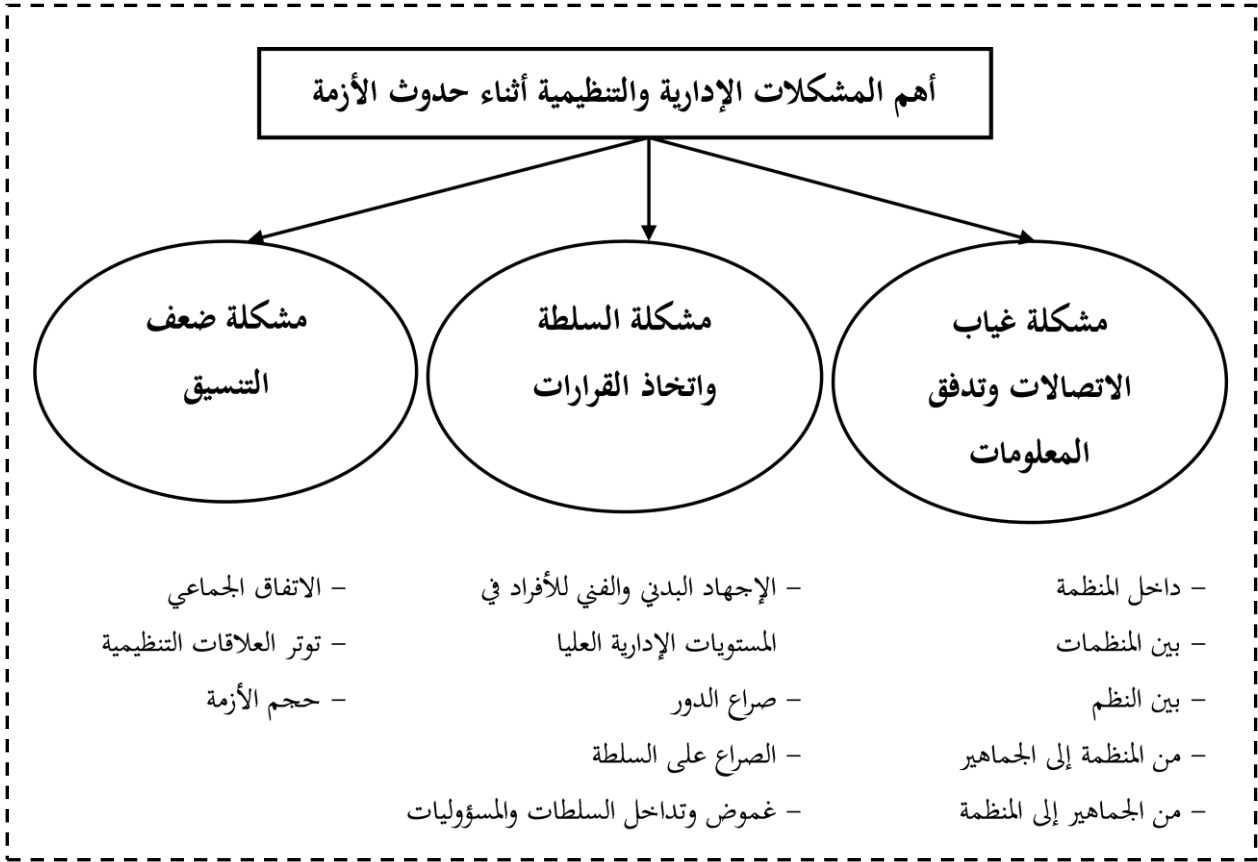 أهم المشكلات الإدارية والتنظيمية أثناء حدوث الأزمة
مشكلة غياب
الاتصالات وتدفق
المعلومات
مشكلة السلطة
واتخاذ القرارات
مشكلة ضعف
التنسيق
– داخل المنظمة
– بين المنظمات
– بين النظم
– من المنظمة إلى الجماهير
– من الجماهير إلى المنظمة
– الإجهاد البدني والفني للأفراد في
المستويات الإدارية العليا
– صراع الدور
– الصراع على السلطة
– غموض وتداخل السلطات والمسؤوليات
– الاتفاق الجماعي
– توتر العلاقات التنظيمية
– حجم الأزمة